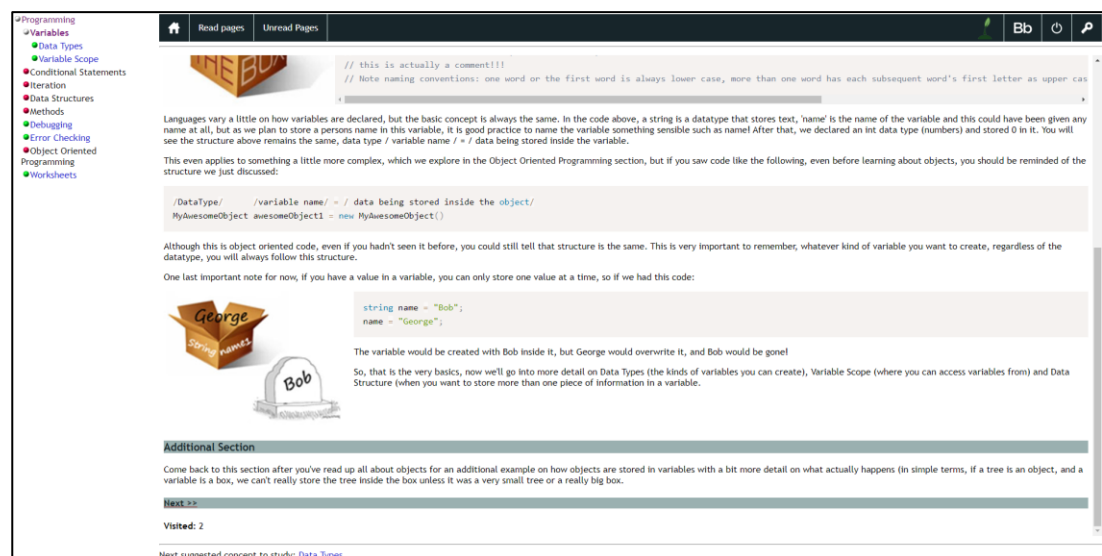 Programming
Variables
Data Types
Variable Scope
Conditional Statements
Iteration
Data Structures
Methods
Debugging
Error Checking
Object Oriented
Programming
Worksheets
Read pages Unread Pages Bb
THE BOX
// this is actually a comment!!!
// Note naming conventions: one word or the first word is always lower case, more than one word has each subsequent word's first letter as upper cas
Languages vary a little on how variables are declared, but the basic concept is always the same. In the code above, a string is a datatype that stores text, 'name' is the name of the variable and this could have been given any
name at all, but as we plan to store a persons name in this variable, it is good practice to name the variable something sensible such as name! After that, we declared an int data type (numbers) and stored 0 in it. You will
see the structure above remains the same, data type / variable name / = / data being stored inside the variable.
This even applies to something a little more complex, which we explore in the Object Oriented Programming section, but if you saw code like the following, even before learning about objects, you should be reminded of the
structure we just discussed:
/DataType/ /variable name/ = / data being stored inside the object/
MyAwesomeObject awesomeObject1 = new MyAwesomeObject()
Although this is object oriented code, even if you hadn't seen it before, you could still tell that structure is the same. This is very important to remember, whatever kind of variable you want to create, regardless of the
datatype, you will always follow this structure.
One last important note for now, if you have a value in a variable, you can only store one value at a time, so if we had this code:
George
String name1
Bob
string name = "Bob";
name = "George";
The variable would be created with Bob inside it, but George would overwrite it, and Bob would be gone!
So, that is the very basics, now we'll go into more detail on Data Types (the kinds of variables you can create), Variable Scope (where you can access variables from) and Data
Structure (when you want to store more than one piece of information in a variable.
Additional Section
Come back to this section after you've read up all about objects for an additional example on how objects are stored in variables with a bit more detail on what actually happens (in simple terms, if a tree is an object, and a
variable is a box, we can't really store the tree inside the box unless it was a very small tree or a really big box.
Next >>
Visited: 2
Next suggested concept to study: Data Types